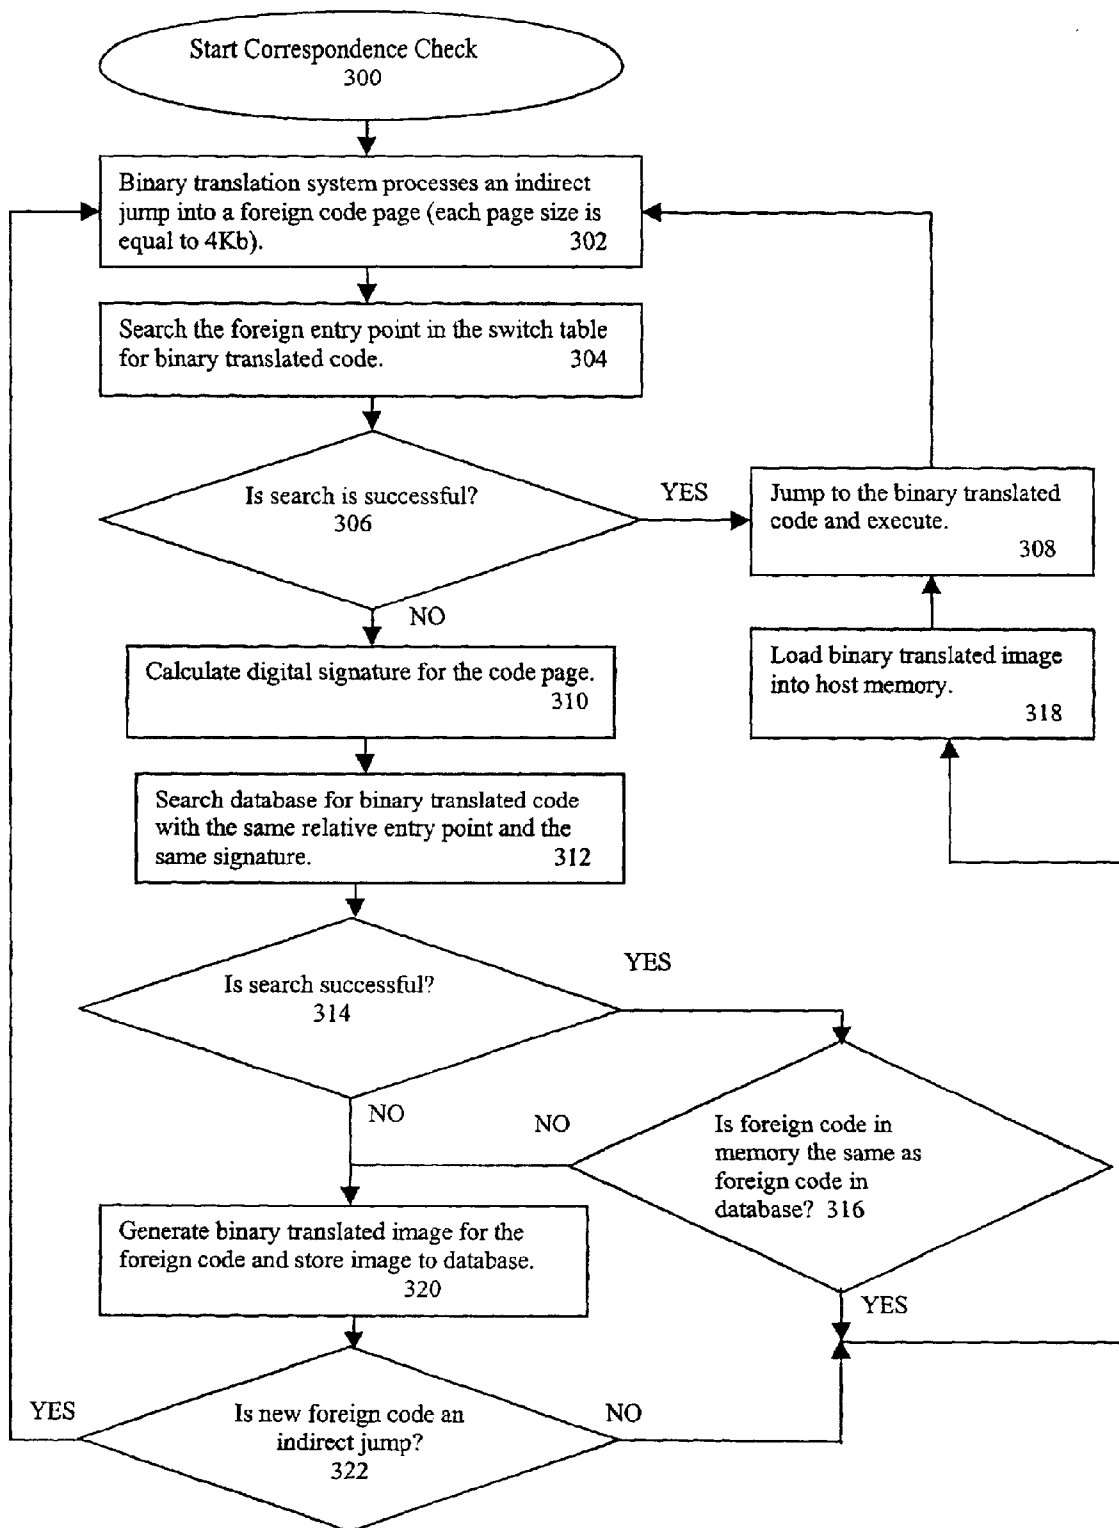 Start Correspondence Check
300
Binary translation system processes an indirect
jump into a foreign code page (each page size is
equal to 4Kb).
302
Search the foreign entry point in the switch table
for binary translated code.
304
Is search is successful?
306
YES
NO
Jump to the binary translated
code and execute.
308
Calculate digital signature for the code page.
310
Load binary translated image
into host memory.
318
Search database for binary translated code
with the same relative entry point and the
same signature.
312
Is search successful?
314
YES
NO
Is foreign code in
memory the same as
foreign code in
database? 316
NO
YES
Generate binary translated image for the
foreign code and store image to database.
320
Is new foreign code an
indirect jump?
322
YES
NO